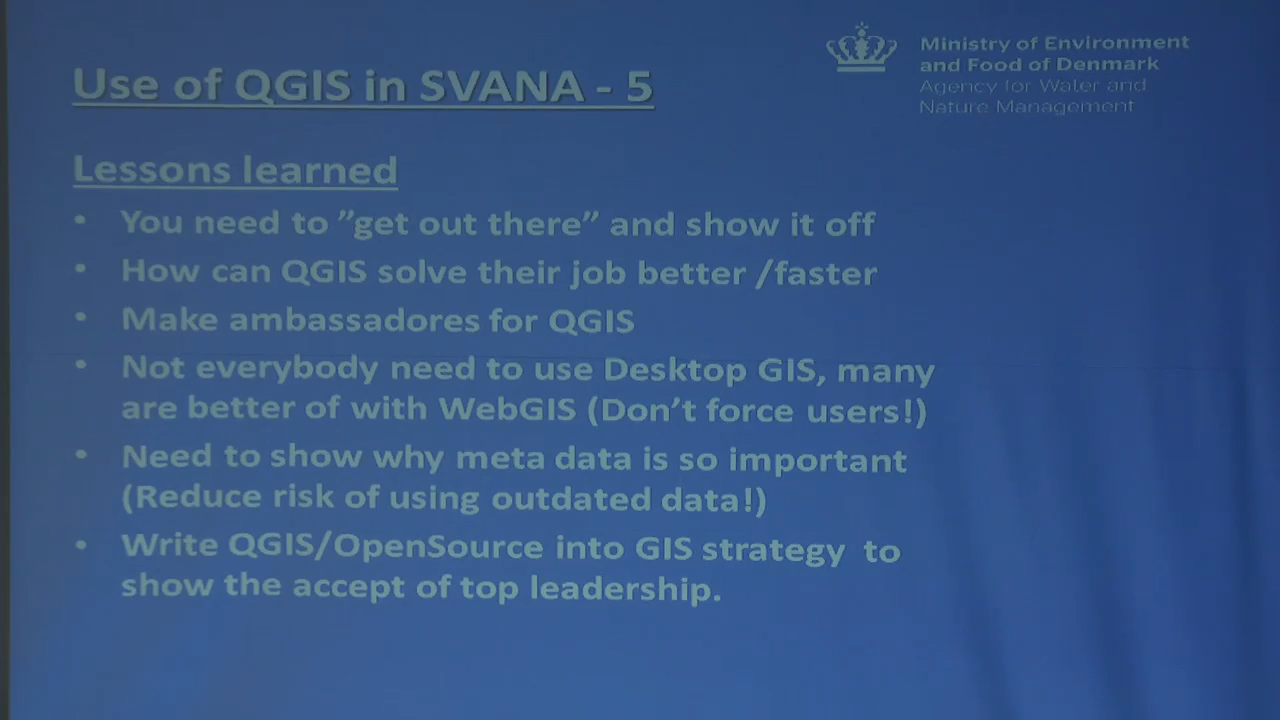 Ministry of Environment
and Food of Denmark
Agency for Water and
Nature Management
Use of QGIS in SVANA - 5
Lessons learned
• You need to ”get out there” and show it off
• How can QGIS solve their job better /faster
• Make ambassadores for QGIS
• Not everybody need to use Desktop GIS, many
are better of with WebGIS (Don’t force users!)
• Need to show why meta data is so important
(Reduce risk of using outdated data!)
• Write QGIS/OpenSource into GIS strategy to
show the accept of top leadership.